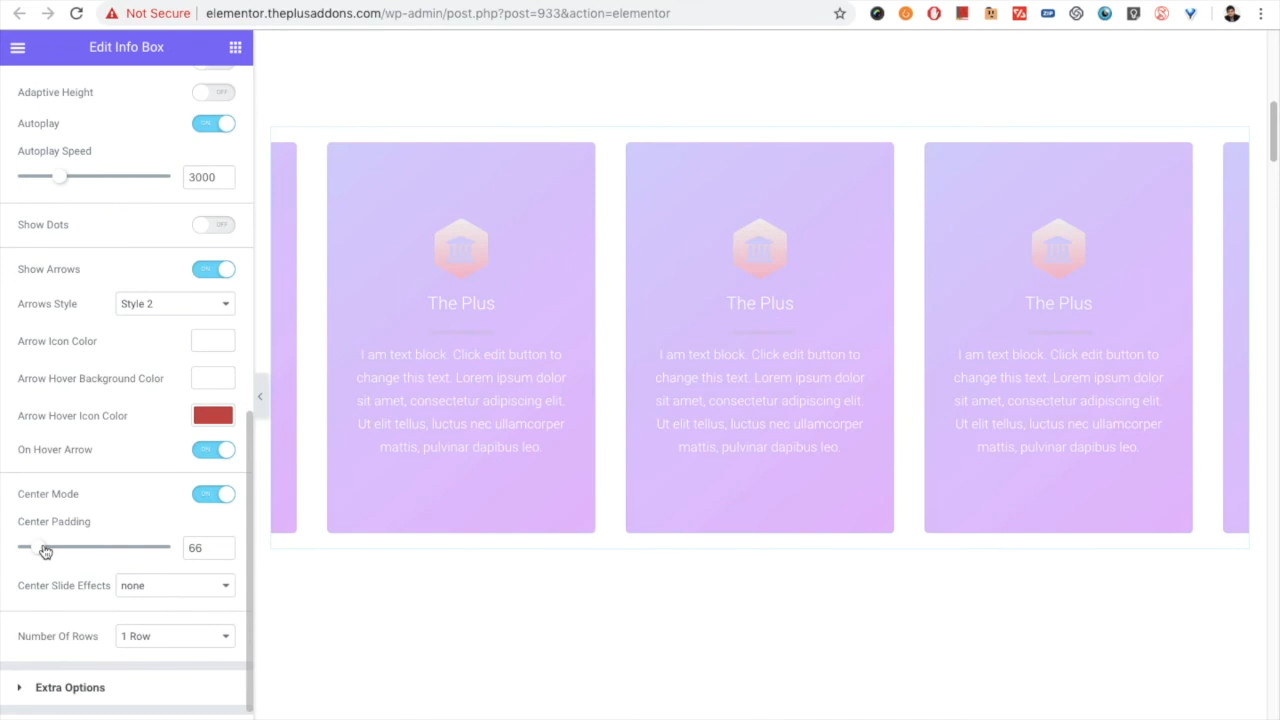 Not Secure
elementor.theplusaddons.com/wp-admin/post.php?post=933&action=elementor
Edit Info Box
Adaptive Height
OFF
Autoplay
ON
Autoplay Speed
3000
Show Dots
OFF
Show Arrows
ON
Arrows Style
Style 2
Arrow Icon Color
Arrow Hover Background Color
Arrow Hover Icon Color
On Hover Arrow
ON
Center Mode
ON
Center Padding
66
Center Slide Effects
none
Number Of Rows
1 Row
Extra Options
The Plus
I am text block. Click edit button to
change this text. Lorem ipsum dolor
sit amet, consectetur adipiscing elit.
Ut elit tellus, luctus nec ullamcorper
mattis, pulvinar dapibus leo.
The Plus
I am text block. Click edit button to
change this text. Lorem ipsum dolor
sit amet, consectetur adipiscing elit.
Ut elit tellus, luctus nec ullamcorper
mattis, pulvinar dapibus leo.
The Plus
I am text block. Click edit button to
change this text. Lorem ipsum dolor
sit amet, consectetur adipiscing elit.
Ut elit tellus, luctus nec ullamcorper
mattis, pulvinar dapibus leo.